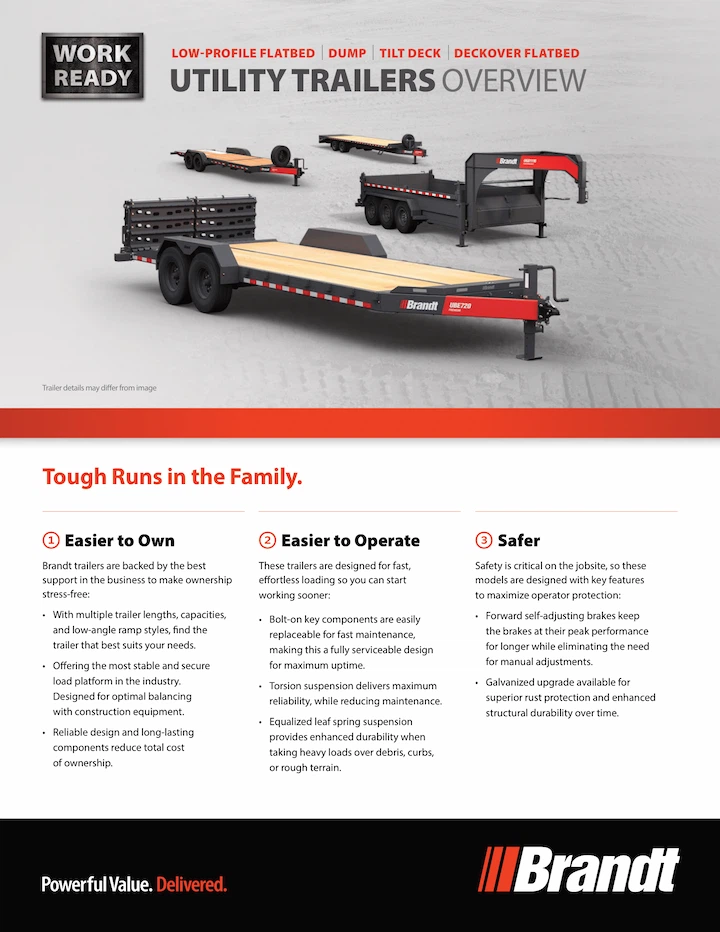 WORK
READY
LOW-PROFILE FLATBED | DUMP | TILT DECK | DECKOVER FLATBED
UTILITY TRAILERS OVERVIEW
Brandt
Brandt
UBE720
Trailer details may differ from image
Tough Runs in the Family.
1 Easier to Own
Brandt trailers are backed by the best
support in the business to make ownership
stress-free:
• With multiple trailer lengths, capacities,
and low-angle ramp styles, find the
trailer that best suits your needs.
• Offering the most stable and secure
load platform in the industry.
Designed for optimal balancing
with construction equipment.
• Reliable design and long-lasting
components reduce total cost
of ownership.
2 Easier to Operate
These trailers are designed for fast,
effortless loading so you can start
working sooner:
• Bolt-on key components are easily
replaceable for fast maintenance,
making this a fully serviceable design
for maximum uptime.
• Torsion suspension delivers maximum
reliability, while reducing maintenance.
• Equalized leaf spring suspension
provides enhanced durability when
taking heavy loads over debris, curbs,
or rough terrain.
3 Safer
Safety is critical on the jobsite, so these
models are designed with key features
to maximize operator protection:
• Forward self-adjusting brakes keep
the brakes at their peak performance
for longer while eliminating the need
for manual adjustments.
• Galvanized upgrade available for
superior rust protection and enhanced
structural durability over time.
Powerful Value. Delivered.
Brandt